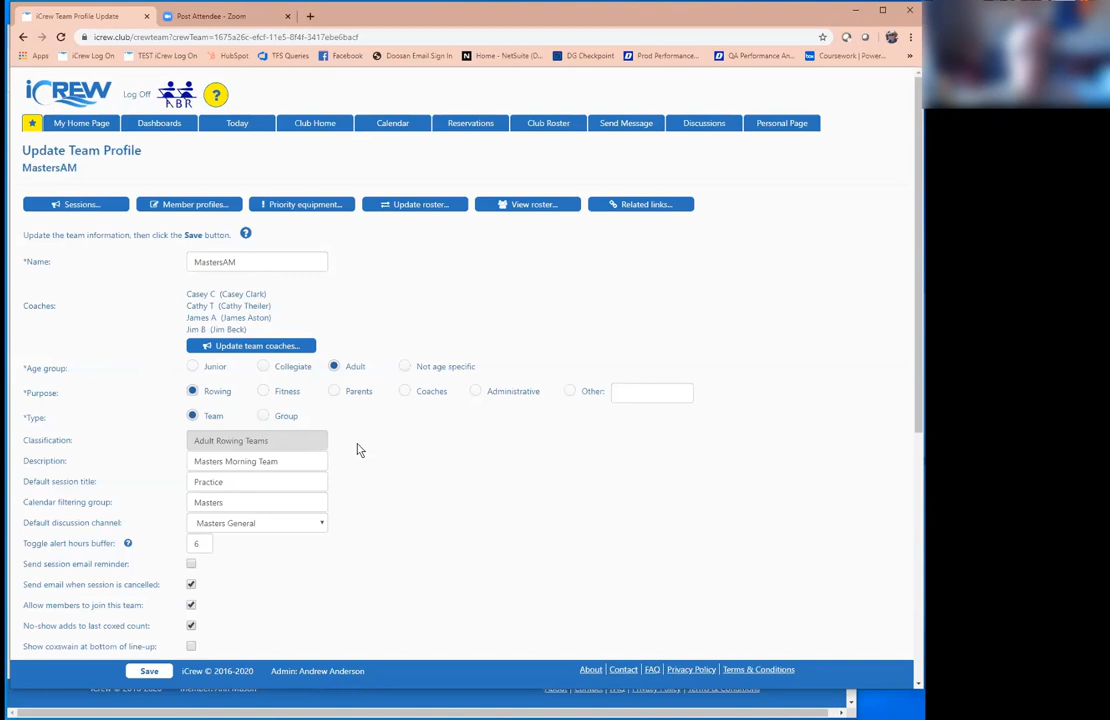 iCrew Team Profile Update
Post Attendee - Zoom
icrew.club/crewteam?crewTeam=1675a26c-efcf-11e5-8f4f-3417ebe6bacf
Apps iCrew Log On TEST iCrew Log On HubSpot TFS Queries Facebook Doosan Email Sign In Home - NetSuite (D... DG Checkpoint Prod Performance... QA Performance An... Coursework | Power...
iCREW Log Off ABR ?
My Home Page Dashboards Today Club Home Calendar Reservations Club Roster Send Message Discussions Personal Page
Update Team Profile
MastersAM
Sessions... Member profiles... Priority equipment... Update roster... View roster... Related links...
Update the team information, then click the Save button. ?
*Name: MastersAM
Coaches:
Casey C (Casey Clark)
Cathy T (Cathy Theiler)
James A (James Aston)
Jim B (Jim Beck)
Update team coaches...
*Age group: Junior Collegiate Adult Not age specific
*Purpose: Rowing Fitness Parents Coaches Administrative Other:
*Type: Team Group
Classification: Adult Rowing Teams
Description: Masters Morning Team
Default session title: Practice
Calendar filtering group: Masters
Default discussion channel: Masters General
Toggle alert hours buffer: ? 6
Send session email reminder:
Send email when session is cancelled:
Allow members to join this team:
No-show adds to last coxed count:
Show coxswain at bottom of line-up:
Save iCrew © 2016-2020 Admin: Andrew Anderson About Contact FAQ Privacy Policy Terms & Conditions